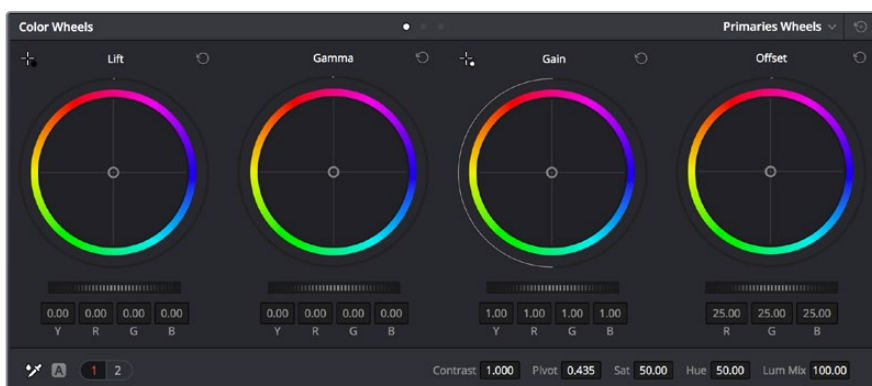 Color Wheels Primaries Wheels
Lift Gamma Gain Offset
0.00 0.00 0.00 0.00 0.00 0.00 0.00 0.00 1.00 1.00 1.00 1.00 25.00 25.00 25.00
Y R G B Y R G B Y R G B R G B
A 1 2 Contrast 1.000 Pivot 0.435 Sat 50.00 Hue 50.00 Lum Mix 100.00